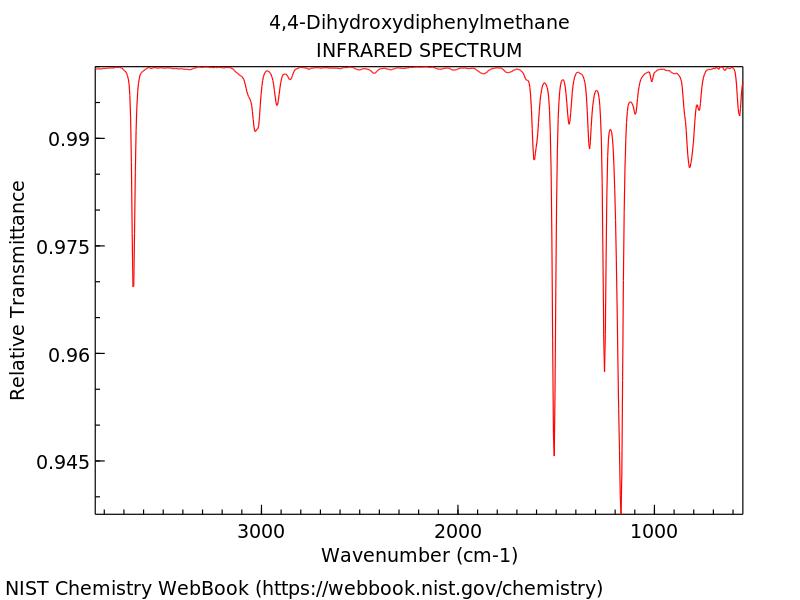 4,4-Dihydroxydiphenylmethane
INFRARED SPECTRUM
0.99
0.975
0.96
0.945
Relative Transmittance
3000 2000 1000
Wavenumber (cm-1)
NIST Chemistry WebBook (https://webbook.nist.gov/chemistry)